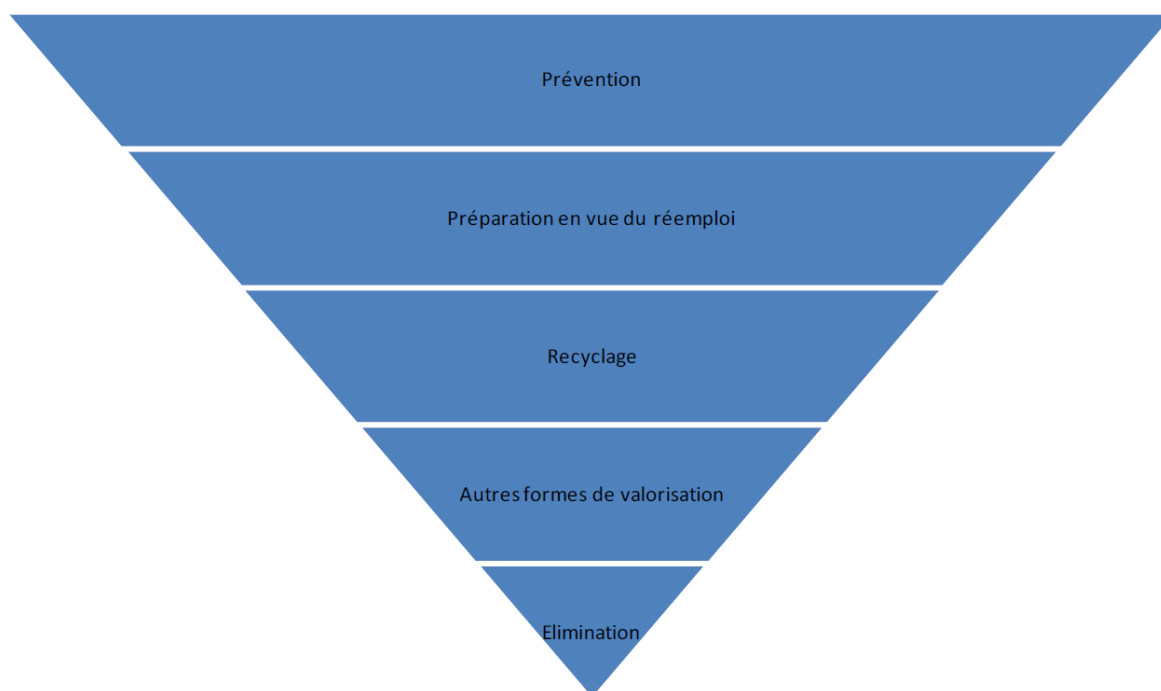 Prévention
Préparation en vue du réemploi
Recyclage
Autres formes de valorisation
Elimination